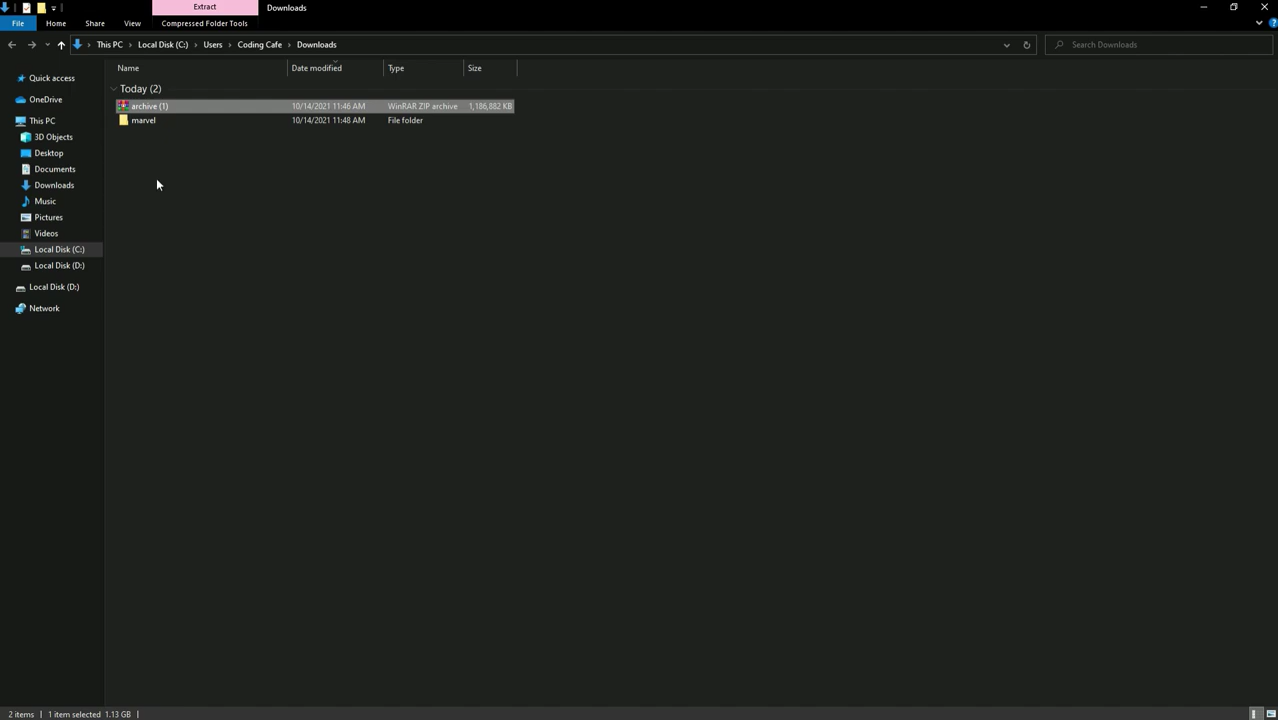 Extract
Downloads
File
Home
Share
View
Compressed Folder Tools
This PC
Local Disk (C:)
Users
Coding Cafe
Downloads
Search Downloads
Name
Date modified
Type
Size
Today (2)
archive (1)
10/14/2021 11:46 AM
WinRAR ZIP archive
1,186,882 KB
marvel
10/14/2021 11:48 AM
File folder
Quick access
OneDrive
This PC
3D Objects
Desktop
Documents
Downloads
Music
Pictures
Videos
Local Disk (C:)
Local Disk (D:)
Local Disk (D:)
Network
2 items
1 item selected 1.13 GB